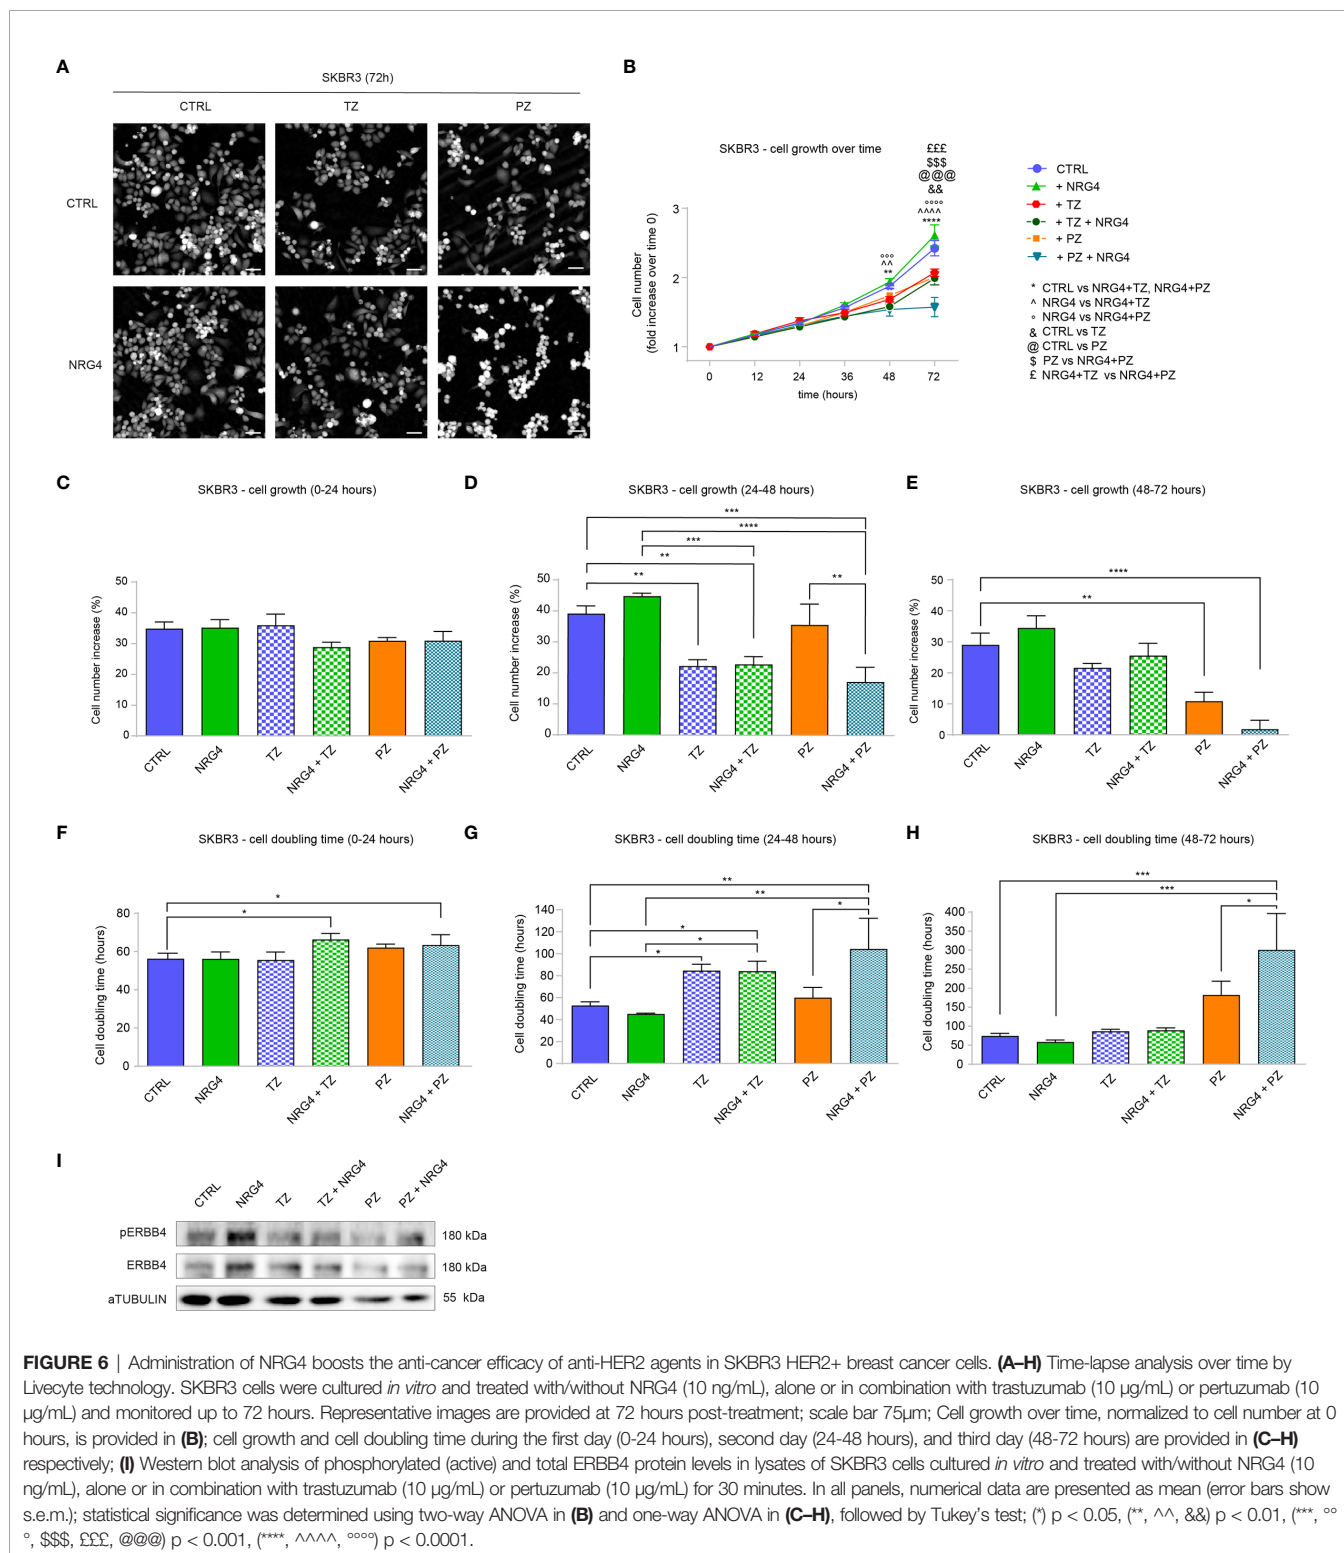 A
SKBR3 (72h)
CTRL TZ PZ
CTRL
NRG4
B
SKBR3 - cell growth over time
£££
$$$
@@@
&&
°°°°
^^^^
****
°°°
^^
**
Cell number
(fold increase over time 0)
3
2
1
0 12 24 36 48 72
time (hours)
CTRL
+ NRG4
+ TZ
+ TZ + NRG4
+ PZ
+ PZ + NRG4
* CTRL vs NRG4+TZ, NRG4+PZ
^ NRG4 vs NRG4+TZ
° NRG4 vs NRG4+PZ
& CTRL vs TZ
@ CTRL vs PZ
$ PZ vs NRG4+PZ
£ NRG4+TZ vs NRG4+PZ
C
SKBR3 - cell growth (0-24 hours)
Cell number increase (%)
50
40
30
20
10
0
CTRL NRG4 TZ NRG4 + TZ PZ NRG4 + PZ
D
SKBR3 - cell growth (24-48 hours)
***
****
***
**
**
**
Cell number increase (%)
50
40
30
20
10
0
CTRL NRG4 TZ NRG4 + TZ PZ NRG4 + PZ
E
SKBR3 - cell growth (48-72 hours)
****
**
Cell number increase (%)
50
40
30
20
10
0
CTRL NRG4 TZ NRG4 + TZ PZ NRG4 + PZ
F
SKBR3 - cell doubling time (0-24 hours)
*
*
Cell doubling time (hours)
80
60
40
20
0
CTRL NRG4 TZ NRG4 + TZ PZ NRG4 + PZ
G
SKBR3 - cell doubling time (24-48 hours)
**
**
*
*
*
*
Cell doubling time (hours)
140
120
100
80
60
40
20
0
CTRL NRG4 TZ NRG4 + TZ PZ NRG4 + PZ
H
SKBR3 - cell doubling time (48-72 hours)
***
***
*
Cell doubling time (hours)
400
350
300
250
200
150
100
50
0
CTRL NRG4 TZ NRG4 + TZ PZ NRG4 + PZ
I
CTRL NRG4 TZ TZ + NRG4 PZ PZ + NRG4
pERBB4 180 kDa
ERBB4 180 kDa
aTUBULIN 55 kDa
FIGURE 6 | Administration of NRG4 boosts the anti-cancer efficacy of anti-HER2 agents in SKBR3 HER2+ breast cancer cells. (A–H) Time-lapse analysis over time by
Livecyte technology. SKBR3 cells were cultured in vitro and treated with/without NRG4 (10 ng/mL), alone or in combination with trastuzumab (10 µg/mL) or pertuzumab (10
µg/mL) and monitored up to 72 hours. Representative images are provided at 72 hours post-treatment; scale bar 75µm; Cell growth over time, normalized to cell number at 0
hours, is provided in (B); cell growth and cell doubling time during the first day (0-24 hours), second day (24-48 hours), and third day (48-72 hours) are provided in (C–H)
respectively; (I) Western blot analysis of phosphorylated (active) and total ERBB4 protein levels in lysates of SKBR3 cells cultured in vitro and treated with/without NRG4 (10
ng/mL), alone or in combination with trastuzumab (10 µg/mL) or pertuzumab (10 µg/mL) for 30 minutes. In all panels, numerical data are presented as mean (error bars show
s.e.m.); statistical significance was determined using two-way ANOVA in (B) and one-way ANOVA in (C–H), followed by Tukey's test; (*) p < 0.05, (**, ^^, &&) p < 0.01, (***, °°
°, $$$, £££, @@@) p < 0.001, (****, ^^^^, °°°°) p < 0.0001.